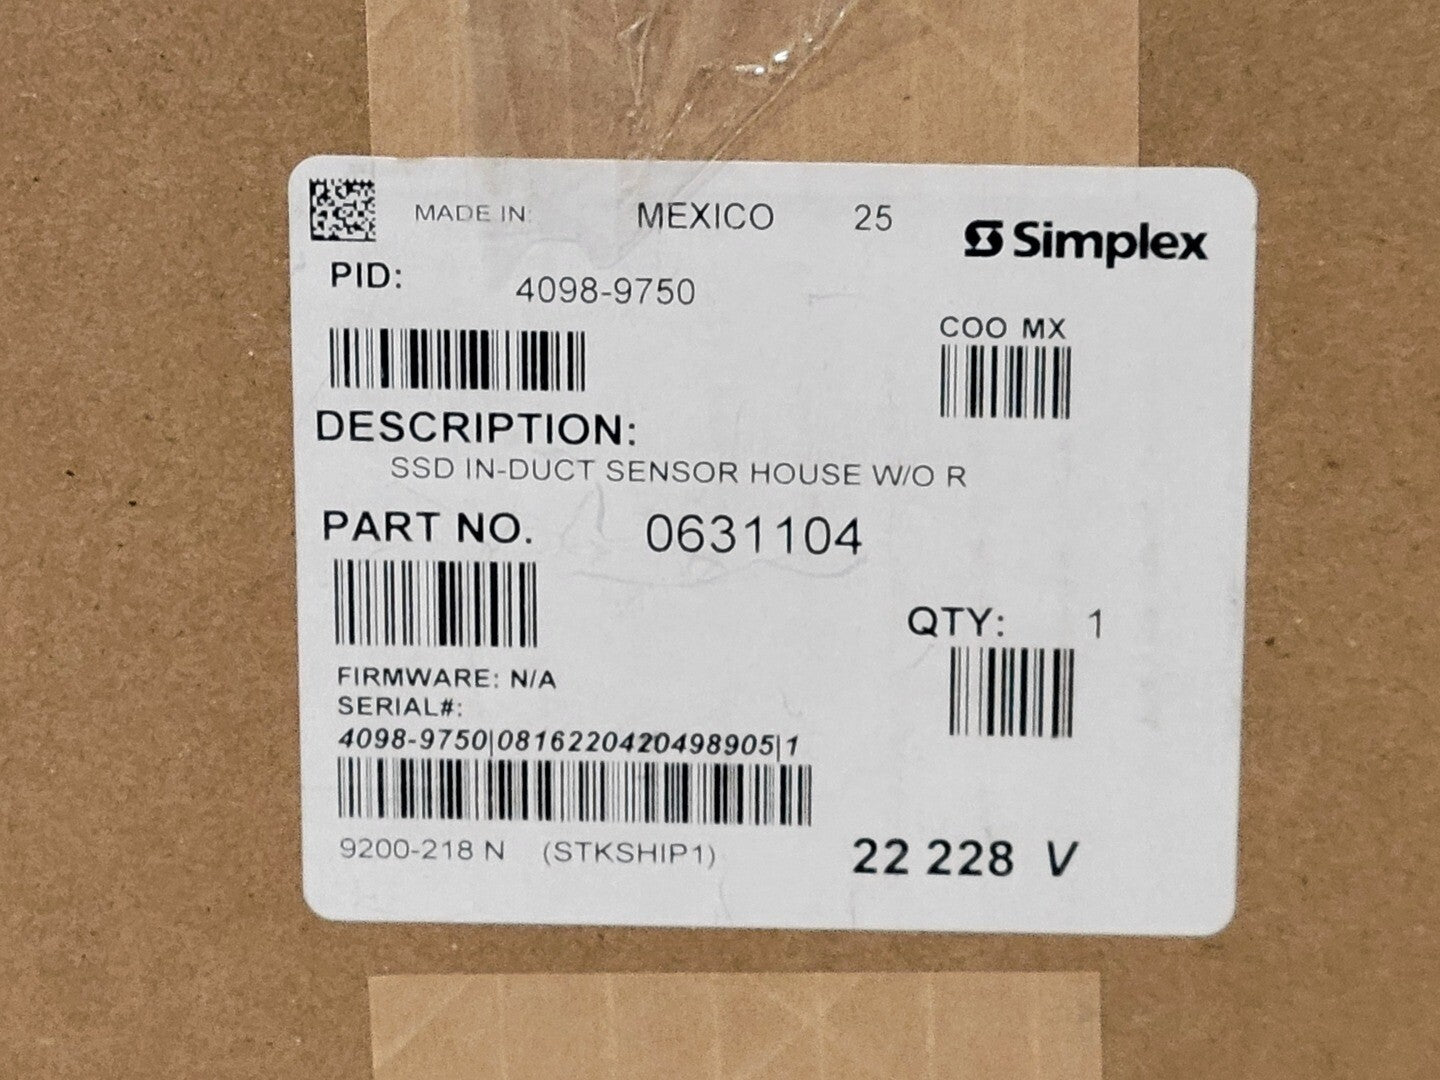 MADE IN: MEXICO 25
Simplex
PID: 4098-9750
COO MX
DESCRIPTION:
SSD IN-DUCT SENSOR HOUSE W/O R
PART NO. 0631104
QTY: 1
FIRMWARE: N/A
SERIAL#:
4098-9750|0816220420498905|1
9200-218 N (STKSHIP1)
22 228 V